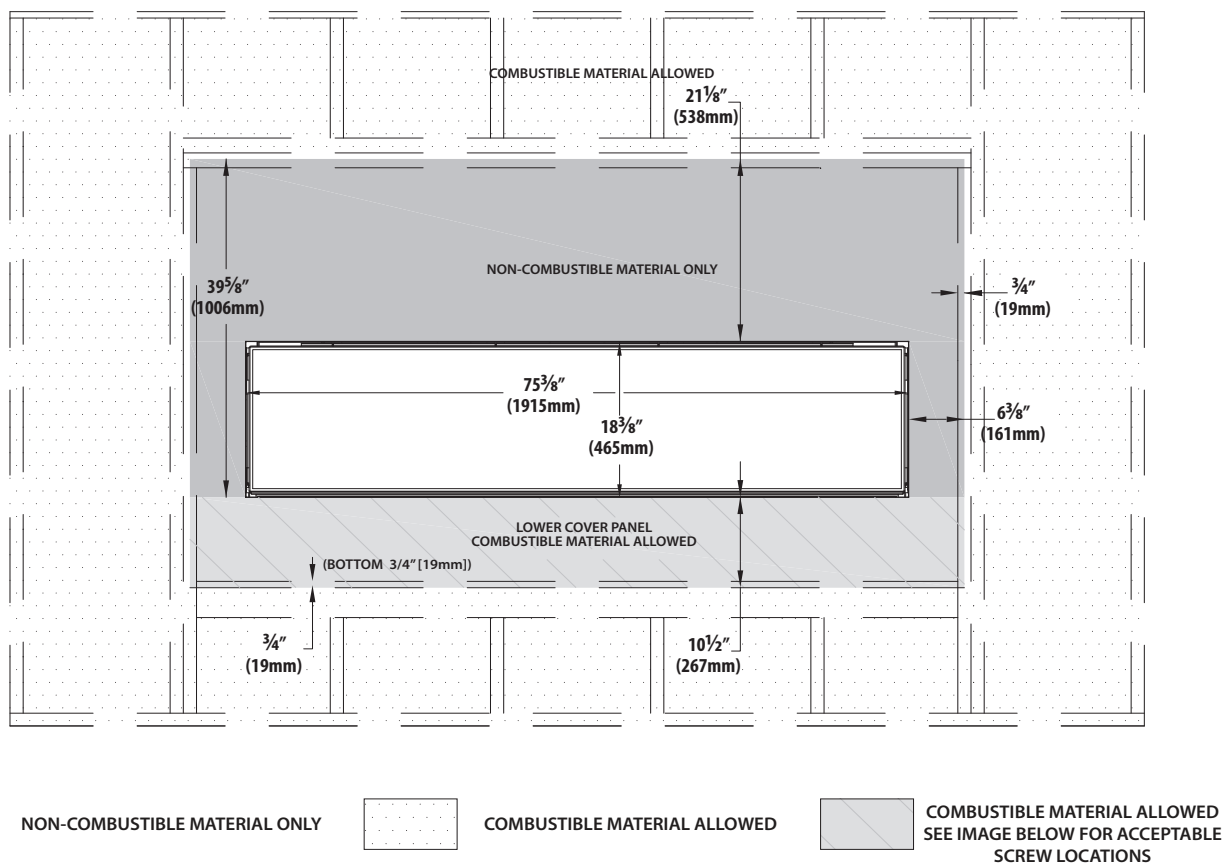 COMBUSTIBLE MATERIAL ALLOWED
21⅛"
(538mm)
39⅝"
(1006mm)
NON-COMBUSTIBLE MATERIAL ONLY
¾"
(19mm)
75⅜"
(1915mm)
18⅜"
(465mm)
6⅜"
(161mm)
LOWER COVER PANEL
COMBUSTIBLE MATERIAL ALLOWED
(BOTTOM 3/4" [19mm])
¾"
(19mm)
10½"
(267mm)
NON-COMBUSTIBLE MATERIAL ONLY
COMBUSTIBLE MATERIAL ALLOWED
COMBUSTIBLE MATERIAL ALLOWED
SEE IMAGE BELOW FOR ACCEPTABLE
SCREW LOCATIONS